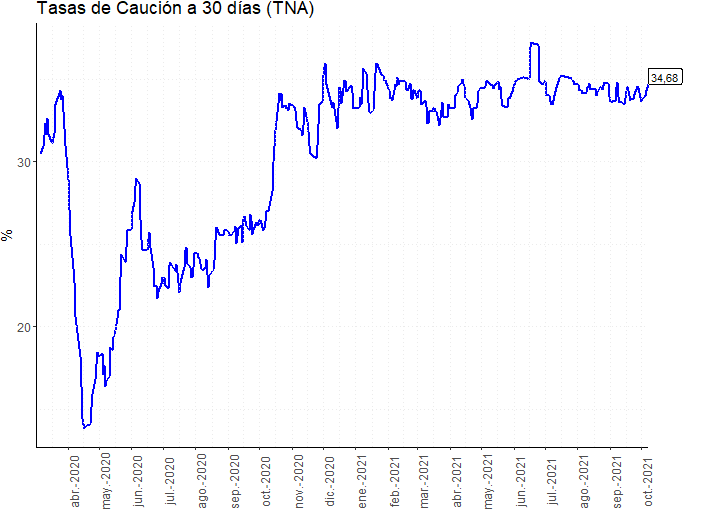 Tasas de Caución a 30 días (TNA)
34,68
30
20
%
abr.-2020
may.-2020
jun.-2020
jul.-2020
ago.-2020
sep.-2020
oct.-2020
nov.-2020
dic.-2020
ene.-2021
feb.-2021
mar.-2021
abr.-2021
may.-2021
jun.-2021
jul.-2021
ago.-2021
sep.-2021
oct.-2021